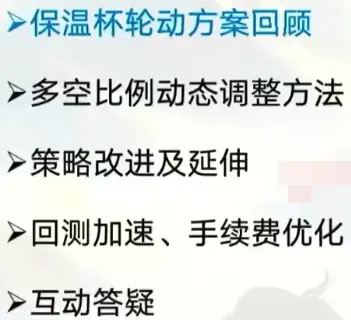 ➢保温杯轮动方案回顾
➢多空比例动态调整方法
➢策略改进及延伸
➢回测加速、手续费优化
➢互动答疑